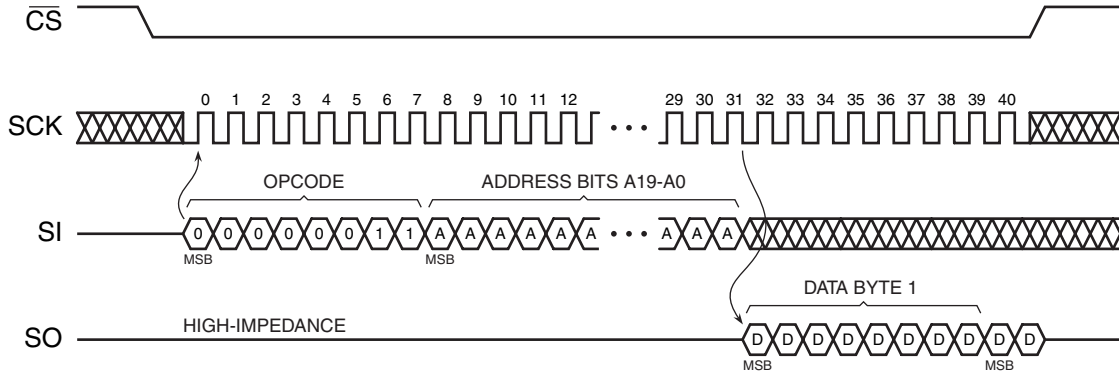 CS
0 1 2 3 4 5 6 7 8 9 10 11 12 29 30 31 32 33 34 35 36 37 38 39 40
SCK
OPCODE ADDRESS BITS A19-A0
SI 0 0 0 0 0 0 1 1 A A A A A A A A A
MSB MSB
DATA BYTE 1
HIGH-IMPEDANCE
SO D D D D D D D D D D
MSB MSB